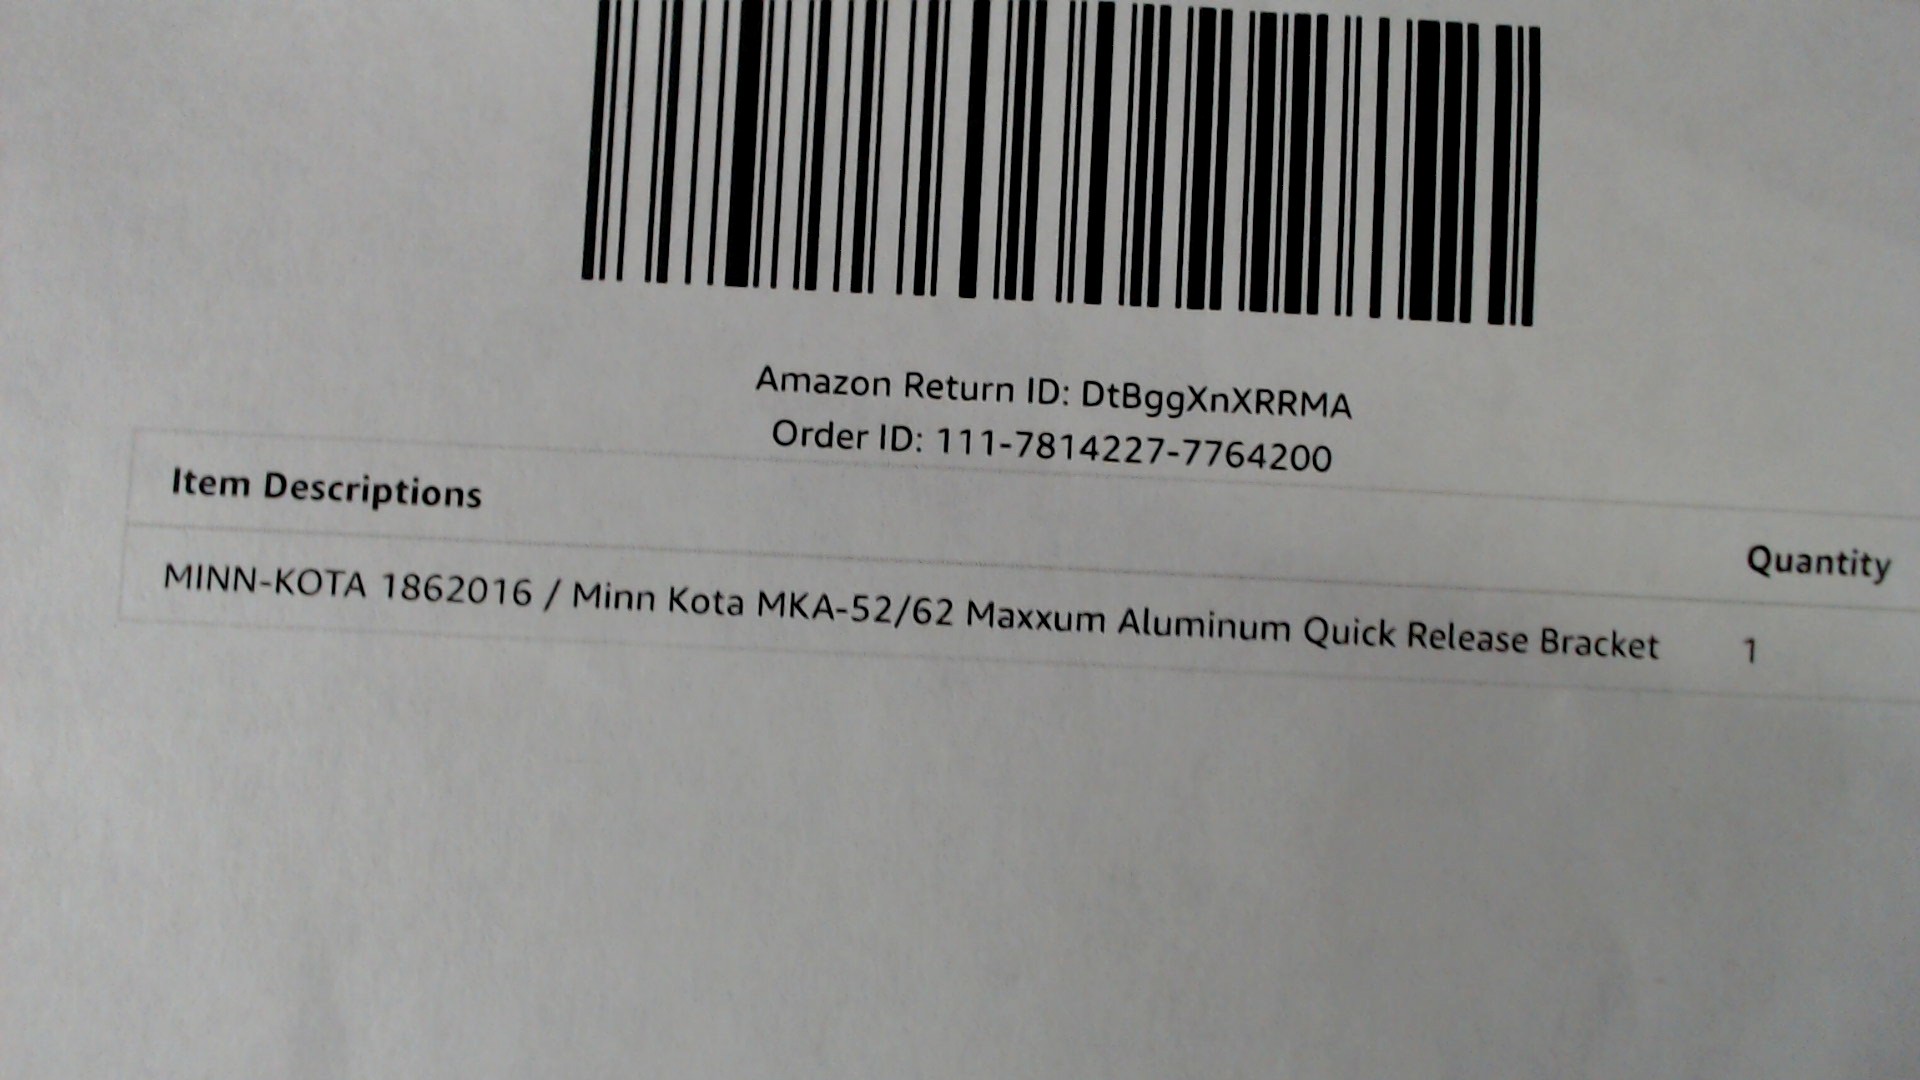 Amazon Return ID: DtBggXnXRRMA
Order ID: 111-7814227-7764200
Item Descriptions
Quantity
MINN-KOTA 1862016 / Minn Kota MKA-52/62 Maxxum Aluminum Quick Release Bracket 1